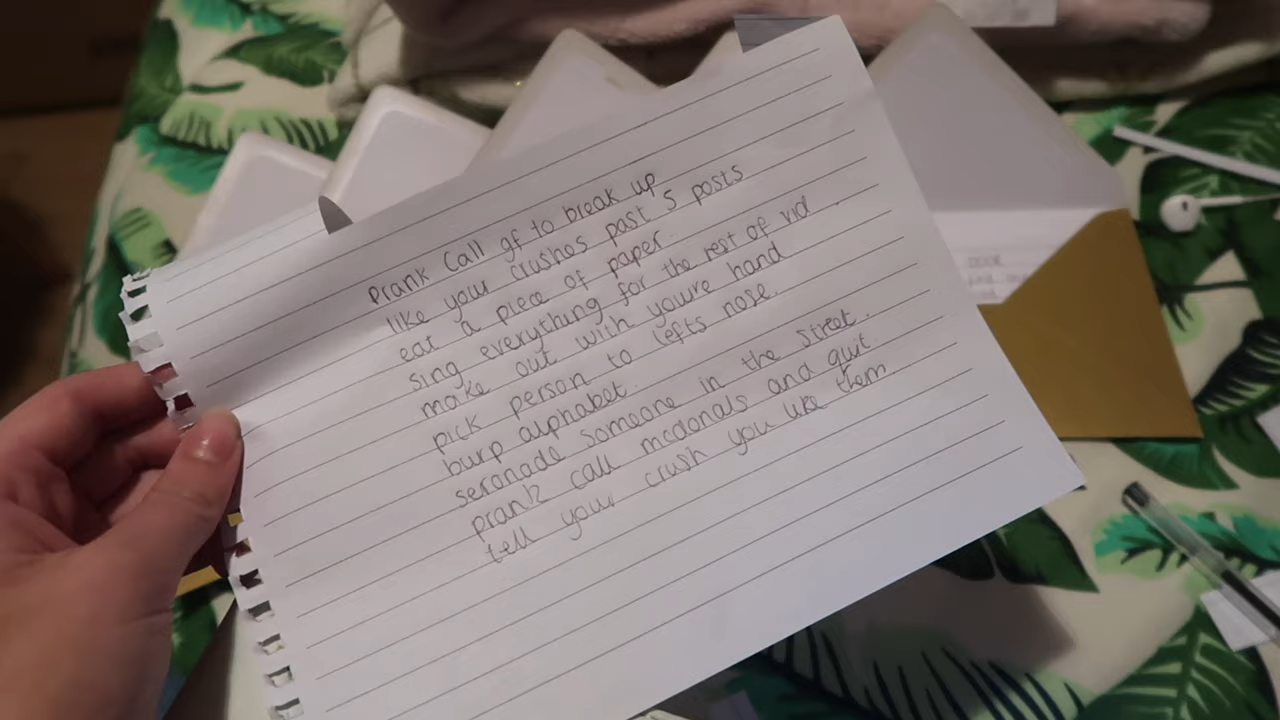 prank call gf to break up
like your crushes past 5 posts
eat a piece of paper.
sing everything for the rest of vid
make out with youre hand
pick person to lefts nose.
burp alphabet.
seranade someone in the street.
prank call mcdonals and quit
tell your crush you like them